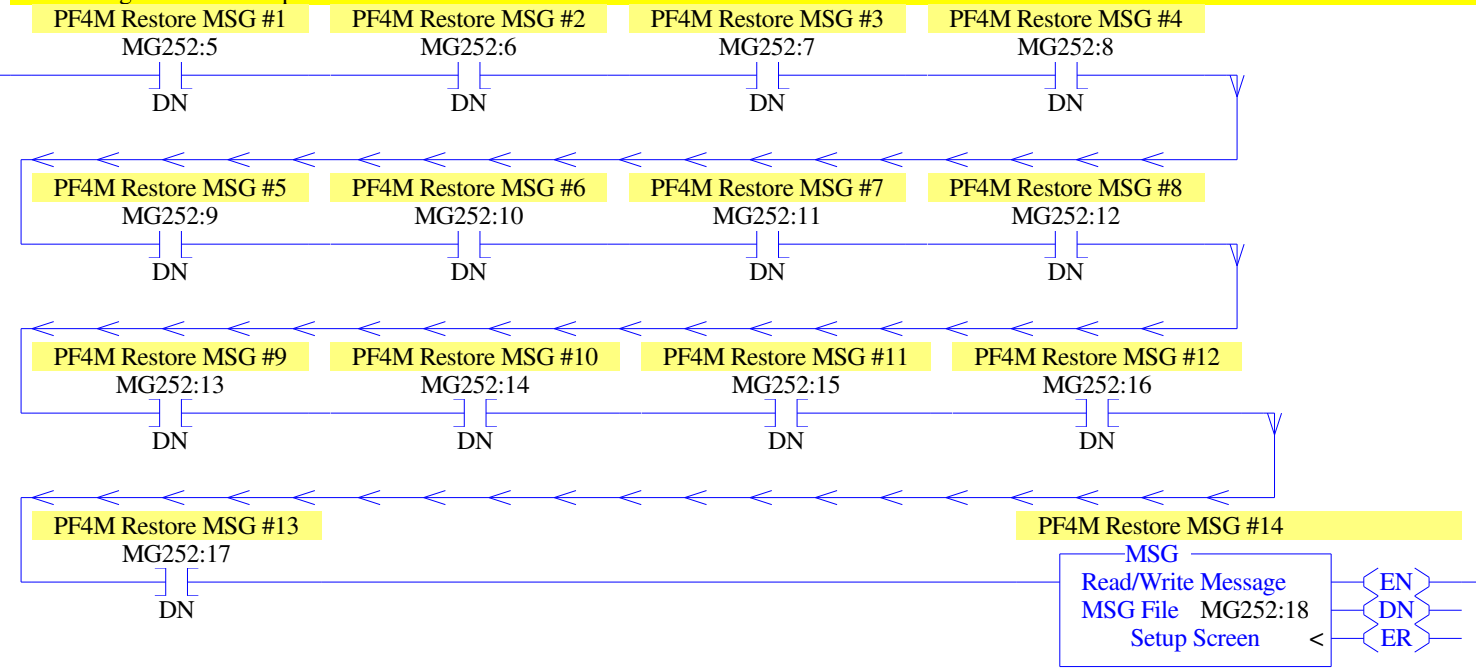 PF4M Restore MSG #1 PF4M Restore MSG #2 PF4M Restore MSG #3 PF4M Restore MSG #4
MG252:5 MG252:6 MG252:7 MG252:8
DN DN DN DN
PF4M Restore MSG #5 PF4M Restore MSG #6 PF4M Restore MSG #7 PF4M Restore MSG #8
MG252:9 MG252:10 MG252:11 MG252:12
DN DN DN DN
PF4M Restore MSG #9 PF4M Restore MSG #10 PF4M Restore MSG #11 PF4M Restore MSG #12
MG252:13 MG252:14 MG252:15 MG252:16
DN DN DN DN
PF4M Restore MSG #13 PF4M Restore MSG #14
MG252:17 MSG
Read/Write Message EN
DN MSG File MG252:18 DN
Setup Screen < ER